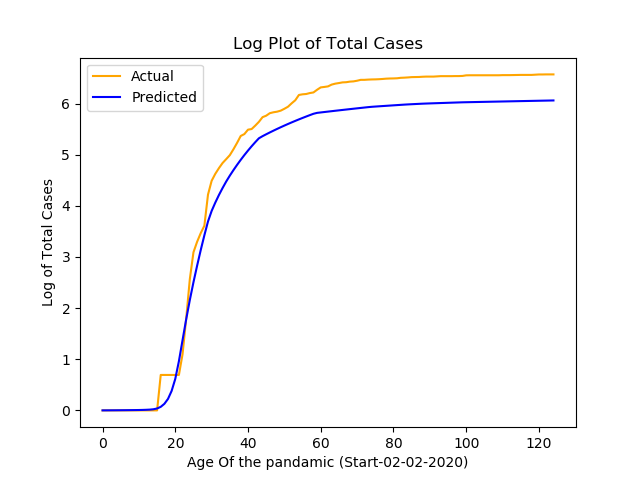 Log Plot of Total Cases
Actual
Predicted
Log of Total Cases
6
5
4
3
2
1
0
0 20 40 60 80 100 120
Age Of the pandamic (Start-02-02-2020)